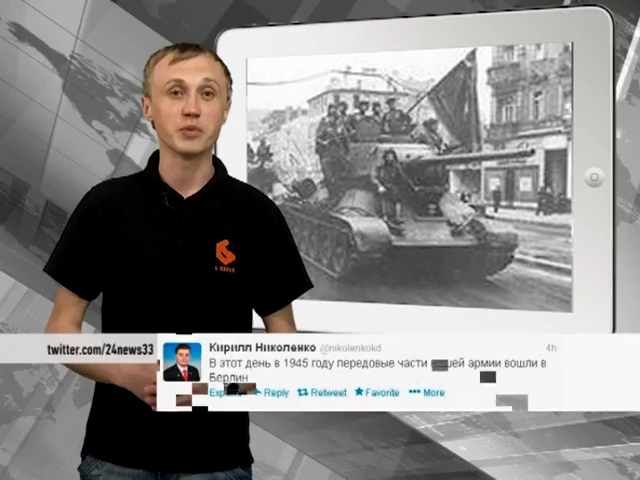 twitter.com/24news33
Кирилл Николенко @nikolenkokd 4h
В этот день в 1945 году передовые части армии вошли в
Берлин
Reply Retweet Favorite More